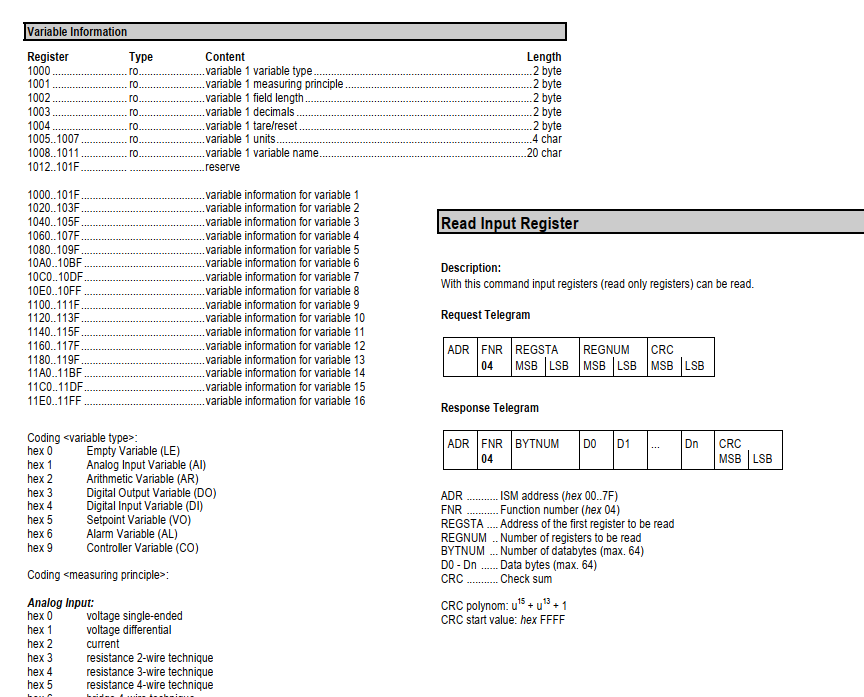 Variable Information
Register Type Content Length
1000 ......................... ro......................variable 1 variable type..........................................................................2 byte
1001 ......................... ro......................variable 1 measuring principle...............................................................2 byte
1002 ......................... ro......................variable 1 field length.............................................................................2 byte
1003 ......................... ro......................variable 1 decimals................................................................................2 byte
1004 ......................... ro......................variable 1 tare/reset...............................................................................2 byte
1005..1007 ............... ro......................variable 1 units.......................................................................................4 char
1008..1011 ............... ro......................variable 1 variable name.......................................................................20 char
1012..101F ............... .........................reserve
1000..101F.........................................variable information for variable 1
1020..103F.........................................variable information for variable 2
1040..105F.........................................variable information for variable 3
1060..107F.........................................variable information for variable 4
1080..109F.........................................variable information for variable 5
10A0..10BF.........................................variable information for variable 6
10C0..10DF........................................variable information for variable 7
10E0..10FF.........................................variable information for variable 8
1100..111F.........................................variable information for variable 9
1120..113F.........................................variable information for variable 10
1140..115F.........................................variable information for variable 11
1160..117F.........................................variable information for variable 12
1180..119F.........................................variable information for variable 13
11A0..11BF.........................................variable information for variable 14
11C0..11DF........................................variable information for variable 15
11E0..11FF ........................................variable information for variable 16
Coding <variable type>:
hex 0 Empty Variable (LE)
hex 1 Analog Input Variable (AI)
hex 2 Arithmetic Variable (AR)
hex 3 Digital Output Variable (DO)
hex 4 Digital Input Variable (DI)
hex 5 Setpoint Variable (VO)
hex 6 Alarm Variable (AL)
hex 9 Controller Variable (CO)
Coding <measuring principle>:
Analog Input:
hex 0 voltage single-ended
hex 1 voltage differential
hex 2 current
hex 3 resistance 2-wire technique
hex 4 resistance 3-wire technique
hex 5 resistance 4-wire technique
Read Input Register
Description:
With this command input registers (read only registers) can be read.
Request Telegram
ADR FNR REGSTA REGNUM CRC
04 MSB LSB MSB LSB MSB LSB
Response Telegram
ADR FNR BYTNUM D0 D1 ... Dn CRC
04 MSB LSB
ADR ........... ISM address (hex 00..7F)
FNR ........... Function number (hex 04)
REGSTA .... Address of the first register to be read
REGNUM .. Number of registers to be read
BYTNUM ... Number of databytes (max. 64)
D0 - Dn ...... Data bytes (max. 64)
CRC ........... Check sum
CRC polynom: u15 + u13 + 1
CRC start value: hex FFFF